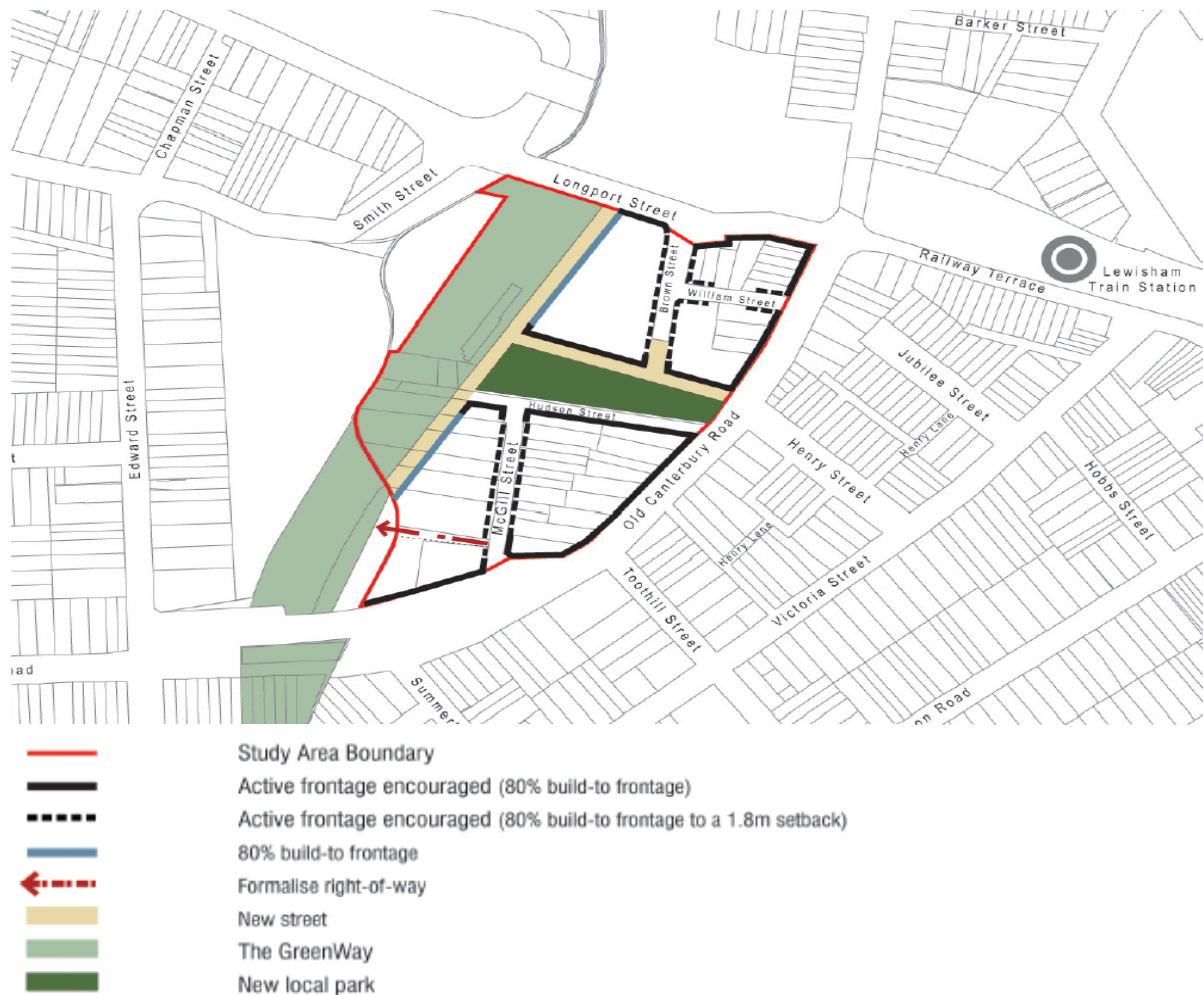 Barker Street
Chapman Street
Smith Street
Longport Street
Railway Terrace
Lewisham
Train Station
Brown Street
William Street
Jubilee Street
Edward Street
Hudson Street
Henry Lane
McGill Street
Old Canterbury Road
Henry Street
Hobbs Street
Henry Lane
Toothill Street
Victoria Street
Study Area Boundary
Active frontage encouraged (80% build-to frontage)
Active frontage encouraged (80% build-to frontage to a 1.8m setback)
80% build-to frontage
Formalise right-of-way
New street
The GreenWay
New local park